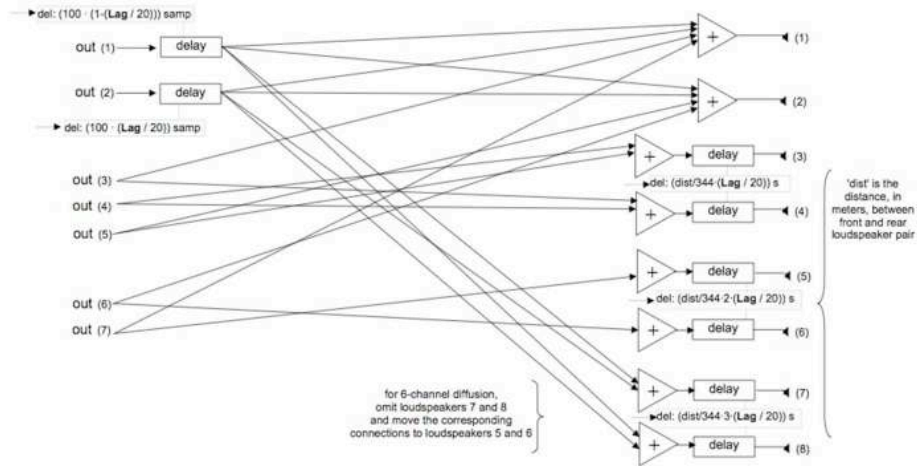 del: (100 · (1-(Lag / 20))) samp
out (1)
delay
+
(1)
out (2)
delay
+
(2)
del: (100 · (Lag / 20)) samp
out (3)
out (4)
out (5)
+
delay
(3)
del: (dist/344·(Lag / 20)) s
+
delay
(4)
'dist' is the
distance, in
meters, between
front and rear
loudspeaker pair
out (6)
out (7)
+
delay
(5)
del: (dist/344·2·(Lag / 20)) s
+
delay
(6)
for 6-channel diffusion,
omit loudspeakers 7 and 8
and move the corresponding
connections to loudspeakers 5 and 6
+
delay
(7)
del: (dist/344·3·(Lag / 20)) s
+
delay
(8)